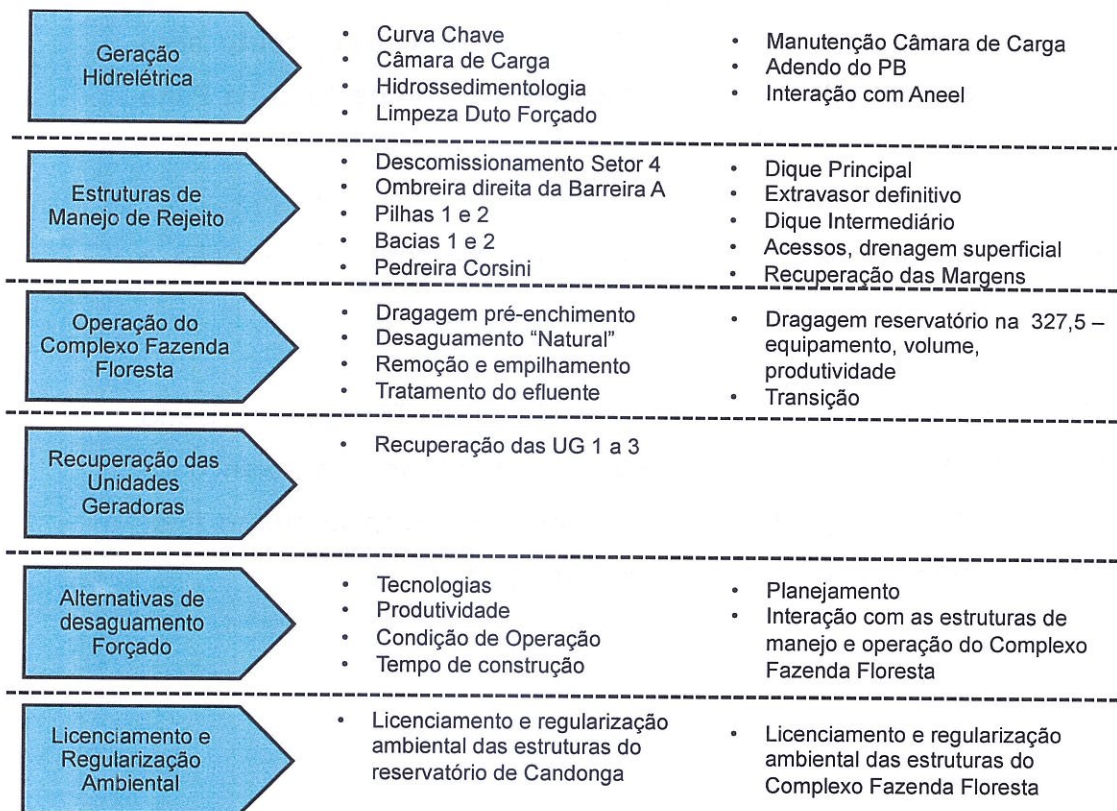 Geração
Hidrelétrica
• Curva Chave
• Câmara de Carga
• Hidrossedimentologia
• Limpeza Duto Forçado
• Manutenção Câmara de Carga
• Adendo do PB
• Interação com Aneel
Estruturas de
Manejo de Rejeito
• Descomissionamento Setor 4
• Ombreira direita da Barreira A
• Pilhas 1 e 2
• Bacias 1 e 2
• Pedreira Corsini
• Dique Principal
• Extravasor definitivo
• Dique Intermediário
• Acessos, drenagem superficial
• Recuperação das Margens
Operação do
Complexo Fazenda
Floresta
• Dragagem pré-enchimento
• Desaguamento “Natural”
• Remoção e empilhamento
• Tratamento do efluente
• Dragagem reservatório na 327,5 –
equipamento, volume,
produtividade
• Transição
Recuperação das
Unidades
Geradoras
• Recuperação das UG 1 a 3
Alternativas de
desaguamento
Forçado
• Tecnologias
• Produtividade
• Condição de Operação
• Tempo de construção
• Planejamento
• Interação com as estruturas de
manejo e operação do Complexo
Fazenda Floresta
Licenciamento e
Regularização
Ambiental
• Licenciamento e regularização
ambiental das estruturas do
reservatório de Candonga
• Licenciamento e regularização
ambiental das estruturas do
Complexo Fazenda Floresta